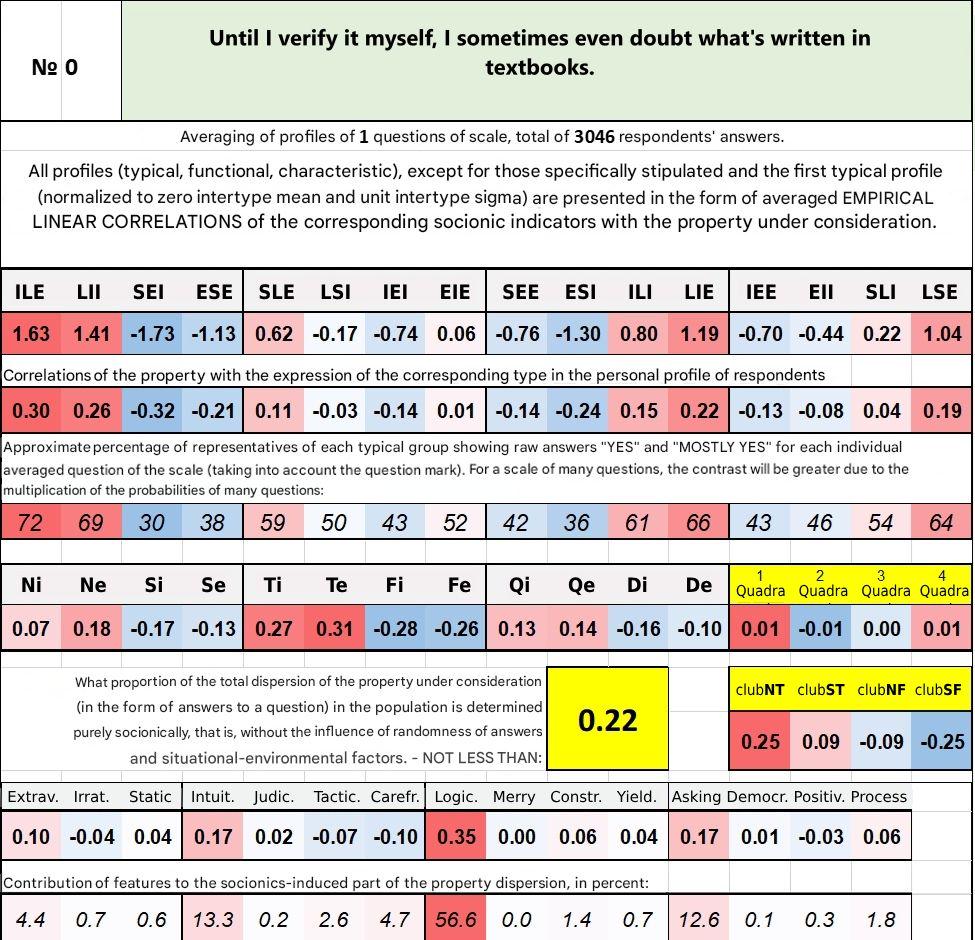 Until I verify it myself, I sometimes even doubt what's written in
№ 0
textbooks.
Averaging of profiles of 1 questions of scale, total of 3046 respondents' answers.
All profiles (typical, functional, characteristic), except for those specifically stipulated and the first typical profile
(normalized to zero intertype mean and unit intertype sigma) are presented in the form of averaged EMPIRICAL
LINEAR CORRELATIONS of the corresponding socionic indicators with the property under consideration.
ILE LII SEI ESE SLE LSI IEI EIE SEE ESI ILI LIE IEE EII SLI LSE
1.63 1.41 -1.73 -1.13 0.62 -0.17 -0.74 0.06 -0.76 -1.30 0.80 1.19 -0.70 -0.44 0.22 1.04
Correlations of the property with the expression of the corresponding type in the personal profile of respondents
0.30 0.26 -0.32 -0.21 0.11 -0.03 -0.14 0.01 -0.14 -0.24 0.15 0.22 -0.13 -0.08 0.04 0.19
Approximate percentage of representatives of each typical group showing raw answers "YES" and "MOSTLY YES" for each individual
averaged question of the scale (taking into account the question mark). For a scale of many questions, the contrast will be greater due to the
multiplication of the probabilities of many questions:
72 69 30 38 59 50 43 52 42 36 61 66 43 46 54 64
Ni Ne Si Se Ti Te Fi Fe Qi Qe Di De 1 Quadra 2 Quadra 3 Quadra 4 Quadra
0.07 0.18 -0.17 -0.13 0.27 0.31 -0.28 -0.26 0.13 0.14 -0.16 -0.10 0.01 -0.01 0.00 0.01
What proportion of the total dispersion of the property under consideration
(in the form of answers to a question) in the population is determined
purely socionically, that is, without the influence of randomness of answers
and situational-environmental factors. - NOT LESS THAN:
0.22
clubNT clubST clubNF clubSF
0.25 0.09 -0.09 -0.25
Extrav. Irrat. Static Intuit. Judic. Tactic. Carefr. Logic. Merry Constr. Yield. Asking Democr. Positiv. Process
0.10 -0.04 0.04 0.17 0.02 -0.07 -0.10 0.35 0.00 0.06 0.04 0.17 0.01 -0.03 0.06
Contribution of features to the socionics-induced part of the property dispersion, in percent:
4.4 0.7 0.6 13.3 0.2 2.6 4.7 56.6 0.0 1.4 0.7 12.6 0.1 0.3 1.8